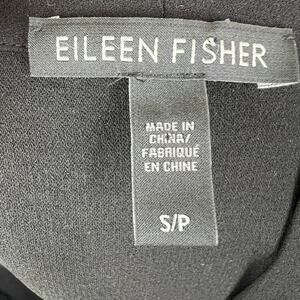 EILEEN FISHER
MADE IN
CHINA/
FABRIQUÉ
EN CHINE
S/P